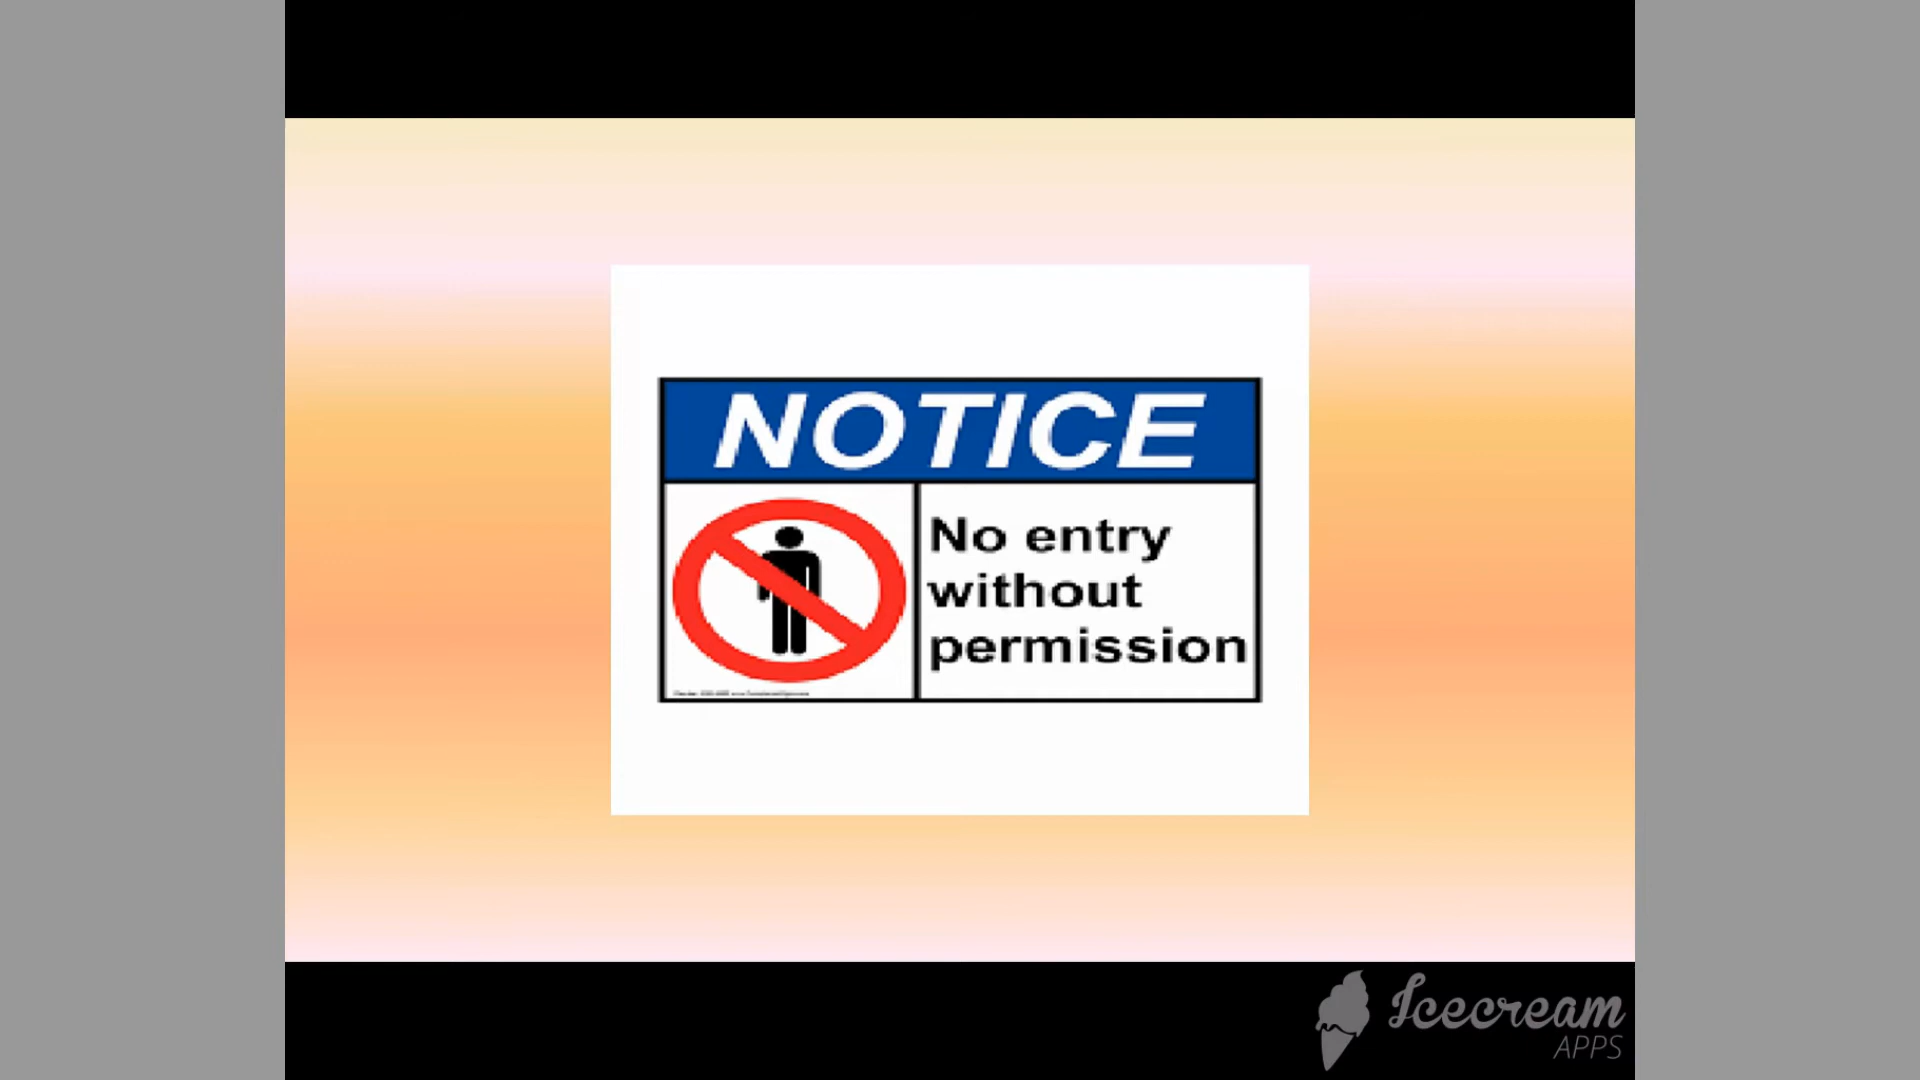 NOTICE
No entry
without
permission
Icecream
APPS